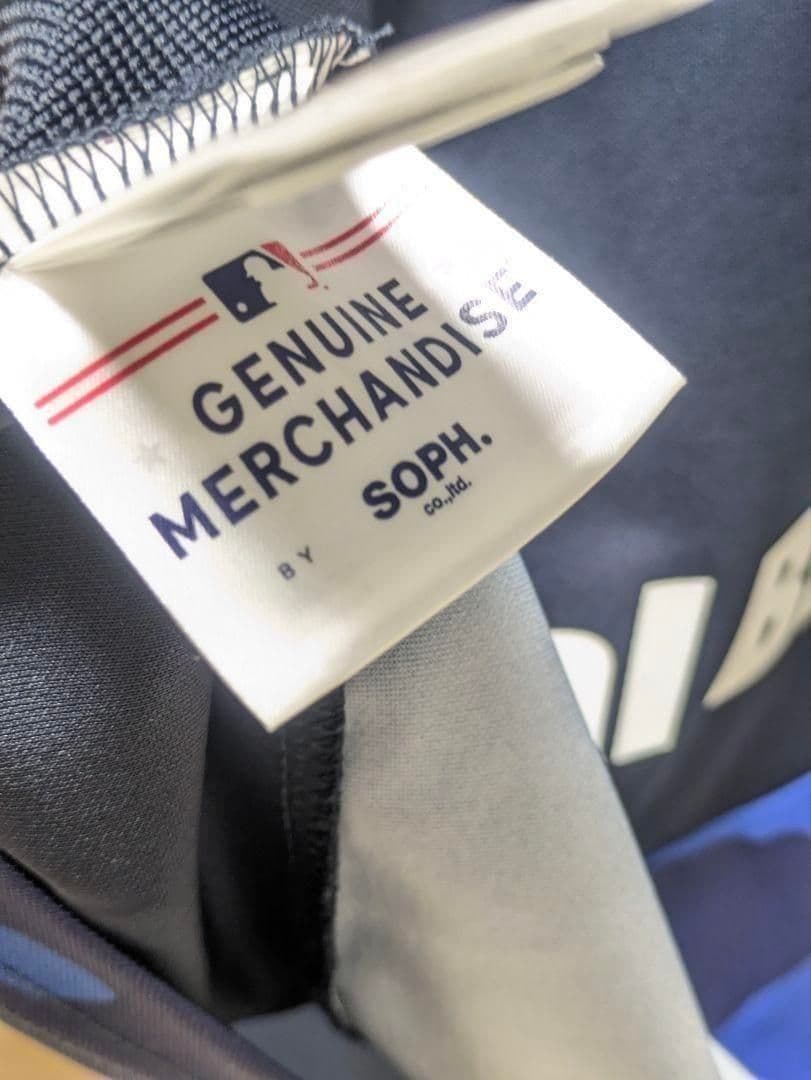 GENUINE
MERCHANDISE
BY
SOPH.
co.,ltd.